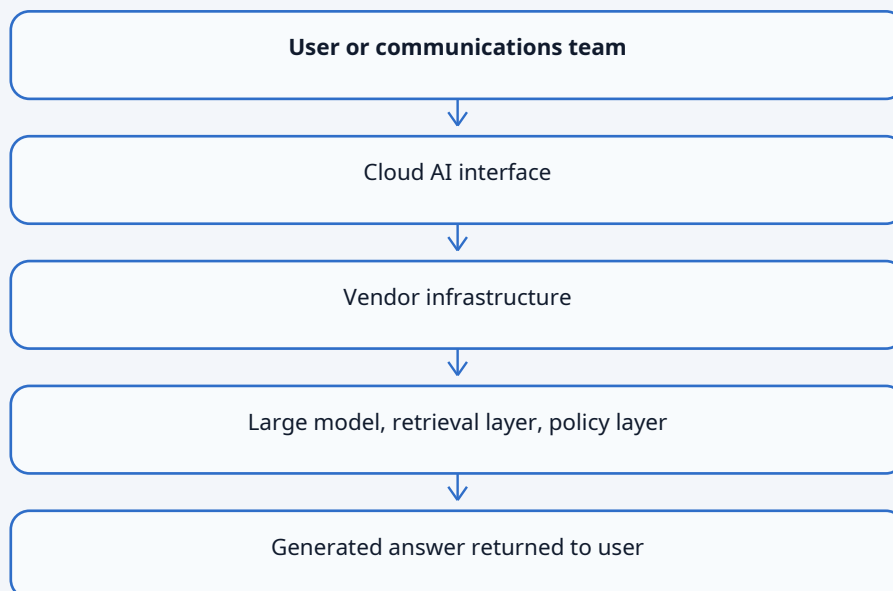 User or communications team
Cloud AI interface
Vendor infrastructure
Large model, retrieval layer, policy layer
Generated answer returned to user